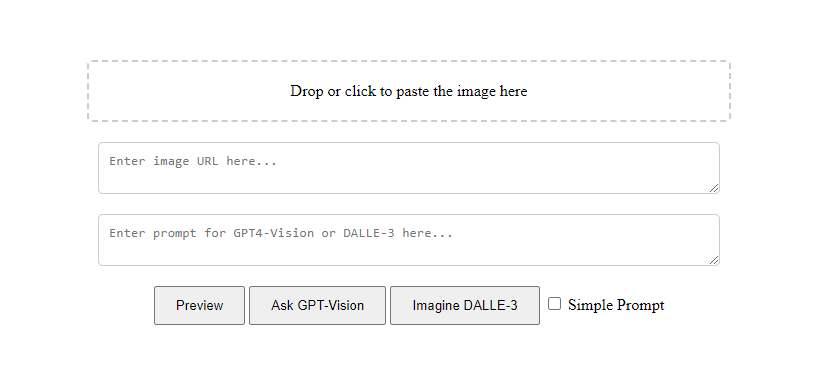 Drop or click to paste the image here
Enter image URL here...
Enter prompt for GPT4-Vision or DALLE-3 here...
Preview Ask GPT-Vision Imagine DALLE-3 Simple Prompt